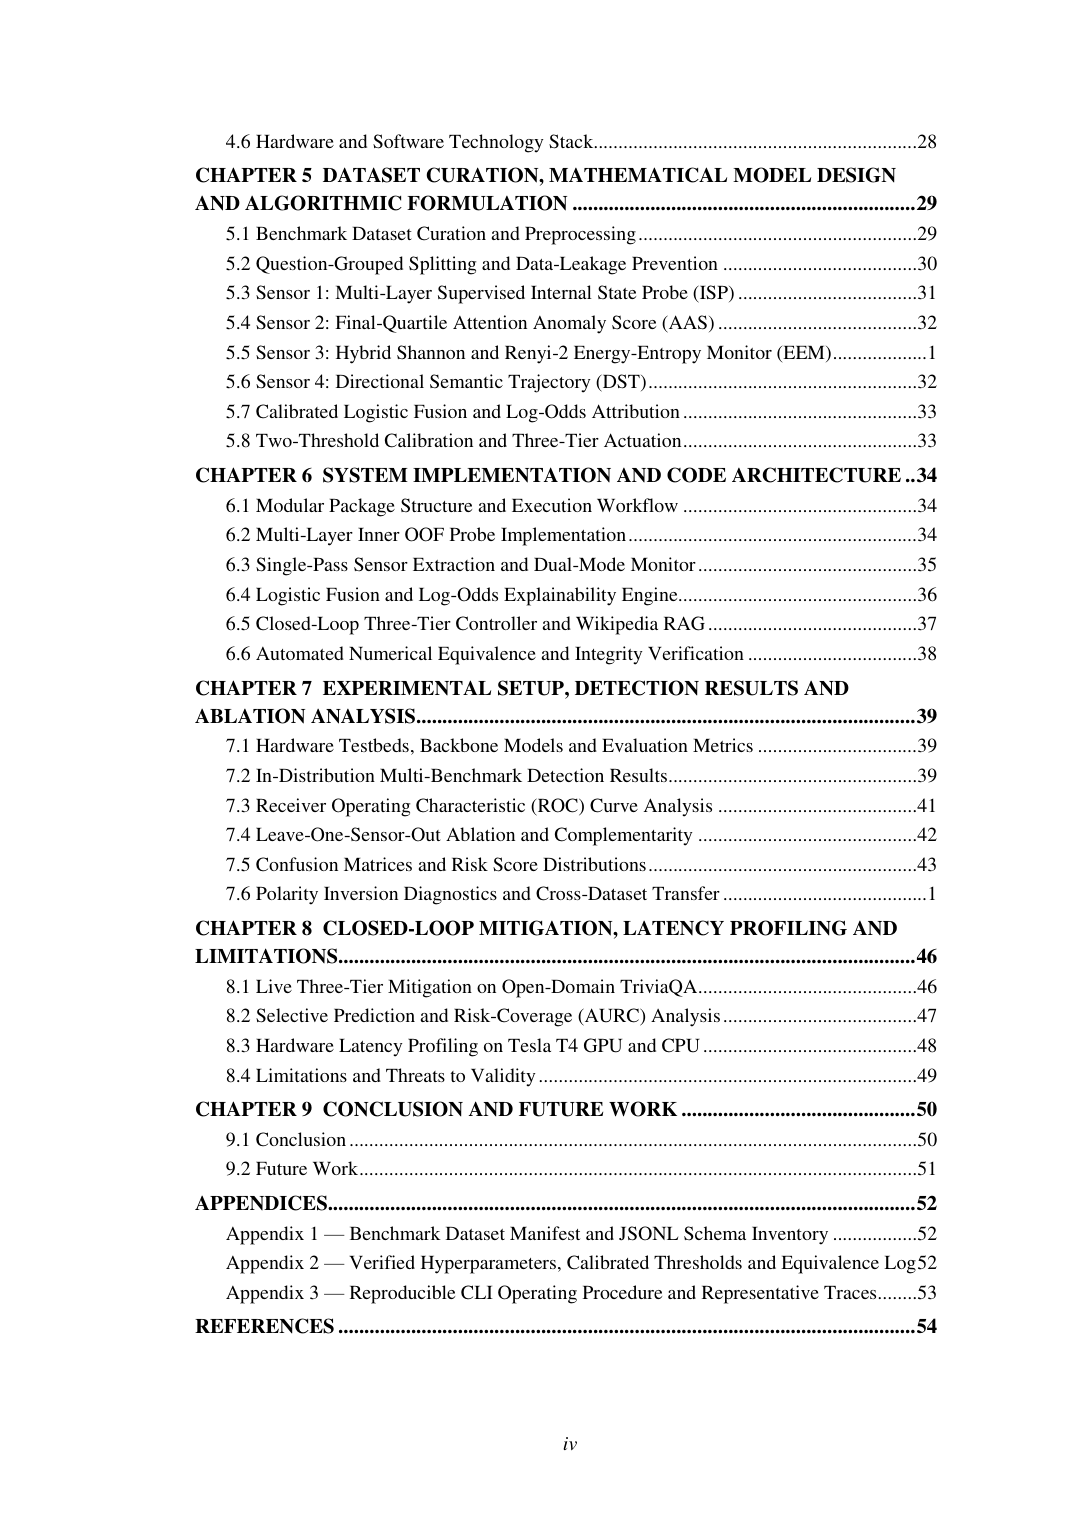 4.6 Hardware and Software Technology Stack..................................................................28
CHAPTER 5  DATASET CURATION, MATHEMATICAL MODEL DESIGN
AND ALGORITHMIC FORMULATION ..................................................................29
5.1 Benchmark Dataset Curation and Preprocessing.........................................................29
5.2 Question-Grouped Splitting and Data-Leakage Prevention .......................................30
5.3 Sensor 1: Multi-Layer Supervised Internal State Probe (ISP) ....................................31
5.4 Sensor 2: Final-Quartile Attention Anomaly Score (AAS) ........................................32
5.5 Sensor 3: Hybrid Shannon and Renyi-2 Energy-Entropy Monitor (EEM)...................1
5.6 Sensor 4: Directional Semantic Trajectory (DST)......................................................32
5.7 Calibrated Logistic Fusion and Log-Odds Attribution ...............................................33
5.8 Two-Threshold Calibration and Three-Tier Actuation...............................................33
CHAPTER 6  SYSTEM IMPLEMENTATION AND CODE ARCHITECTURE ..34
6.1 Modular Package Structure and Execution Workflow ...............................................34
6.2 Multi-Layer Inner OOF Probe Implementation..........................................................34
6.3 Single-Pass Sensor Extraction and Dual-Mode Monitor ............................................35
6.4 Logistic Fusion and Log-Odds Explainability Engine................................................36
6.5 Closed-Loop Three-Tier Controller and Wikipedia RAG ..........................................37
6.6 Automated Numerical Equivalence and Integrity Verification ..................................38
CHAPTER 7  EXPERIMENTAL SETUP, DETECTION RESULTS AND
ABLATION ANALYSIS................................................................................................39
7.1 Hardware Testbeds, Backbone Models and Evaluation Metrics ................................39
7.2 In-Distribution Multi-Benchmark Detection Results..................................................39
7.3 Receiver Operating Characteristic (ROC) Curve Analysis ........................................41
7.4 Leave-One-Sensor-Out Ablation and Complementarity ............................................42
7.5 Confusion Matrices and Risk Score Distributions......................................................43
7.6 Polarity Inversion Diagnostics and Cross-Dataset Transfer .........................................1
CHAPTER 8  CLOSED-LOOP MITIGATION, LATENCY PROFILING AND
LIMITATIONS...............................................................................................................46
8.1 Live Three-Tier Mitigation on Open-Domain TriviaQA............................................46
8.2 Selective Prediction and Risk-Coverage (AURC) Analysis .......................................47
8.3 Hardware Latency Profiling on Tesla T4 GPU and CPU ...........................................48
8.4 Limitations and Threats to Validity ............................................................................49
CHAPTER 9  CONCLUSION AND FUTURE WORK .............................................50
9.1 Conclusion ..................................................................................................................50
9.2 Future Work................................................................................................................51
APPENDICES.................................................................................................................52
Appendix 1 — Benchmark Dataset Manifest and JSONL Schema Inventory .................52
Appendix 2 — Verified Hyperparameters, Calibrated Thresholds and Equivalence Log52
Appendix 3 — Reproducible CLI Operating Procedure and Representative Traces........53
REFERENCES ...............................................................................................................54
iv